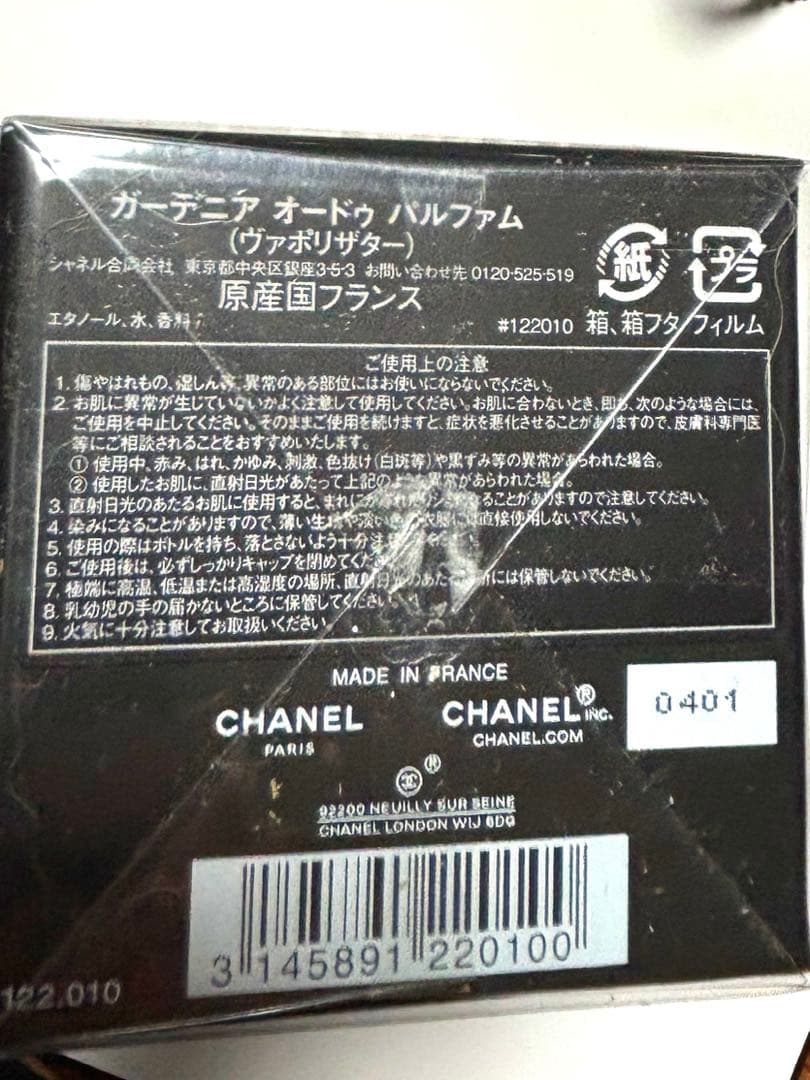 ガーデニア オードゥ パルファム
(ヴァポリザター)
シャネル合同会社 東京都中央区銀座3-5-3 お問い合わせ先 0120-525-519
紙
プラ
原産国フランス
エタノール、水、香料
#122010 箱、箱フタ フィルム
ご使用上の注意
1. 傷やはれもの、湿しん等、異常のある部位にはお使いにならないでください。
2. お肌に異常が生じていないかよく注意して使用してください。お肌に合わないとき、即ち、次のような場合には、
ご使用を中止してください。そのままご使用を続けますと、症状を悪化させることがありますので、皮膚科専門医
等にご相談されることをおすすめいたします。
① 使用中、赤み、はれ、かゆみ、刺激、色抜け(白斑等)や黒ずみ等の異常があらわれた場合。
② 使用したお肌に、直射日光があたって上記のような異常があらわれた場合。
3. 直射日光のあたるお肌に使用すると、まれにかぶれたりシミになることがありますので注意してください。
4. 染みになることがありますので、薄い生地や淡い色の衣服には直接使用しないでください。
5. 使用の際はボトルを持ち、落とさないよう十分注意
6. ご使用後は、必ずしっかりキャップを閉めてください。
7. 極端に高温、低温または高湿度の場所、直射日光のあたる場所には保管しないでください。
8. 乳幼児の手の届かないところに保管してください。
9. 火気に十分注意してお取扱いください。
MADE IN FRANCE
CHANEL
PARIS
CHANEL® INC.
CHANEL.COM
0401
®
92200 NEUILLY SUR SEINE
CHANEL LONDON W1J 6DG
3 145891 220100
122.010